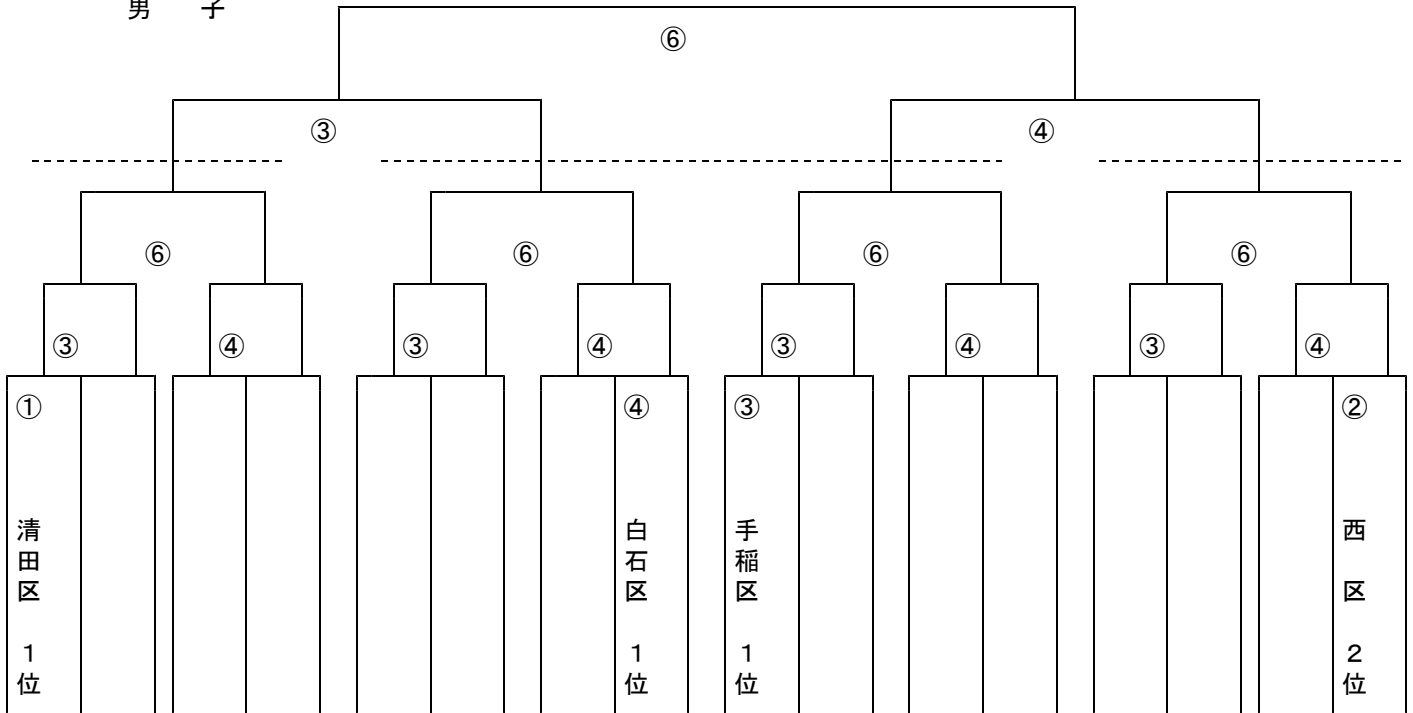 男　子
⑥
③ ④
⑥ ⑥ ⑥ ⑥
③ ④ ③ ④ ③ ④ ③ ④
① ④ ③ ②
清田区　１位
白石区　１位
手稲区　１位
西　区　２位